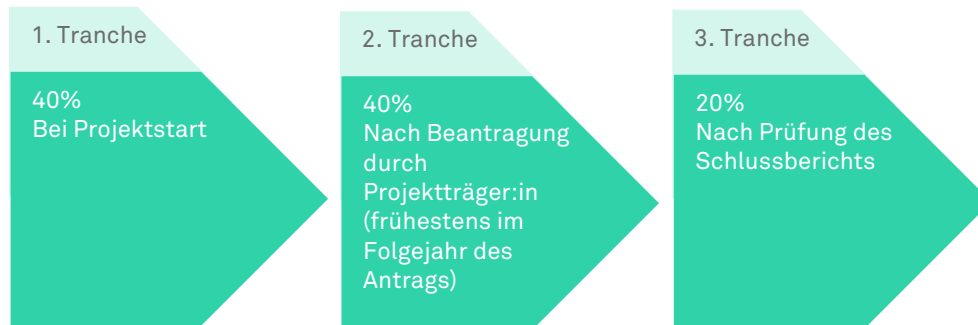 1. Tranche
40%
Bei Projektstart
2. Tranche
40%
Nach Beantragung
durch
Projektträger:in
(frühestens im
Folgejahr des
Antrags)
3. Tranche
20%
Nach Prüfung des
Schlussberichts